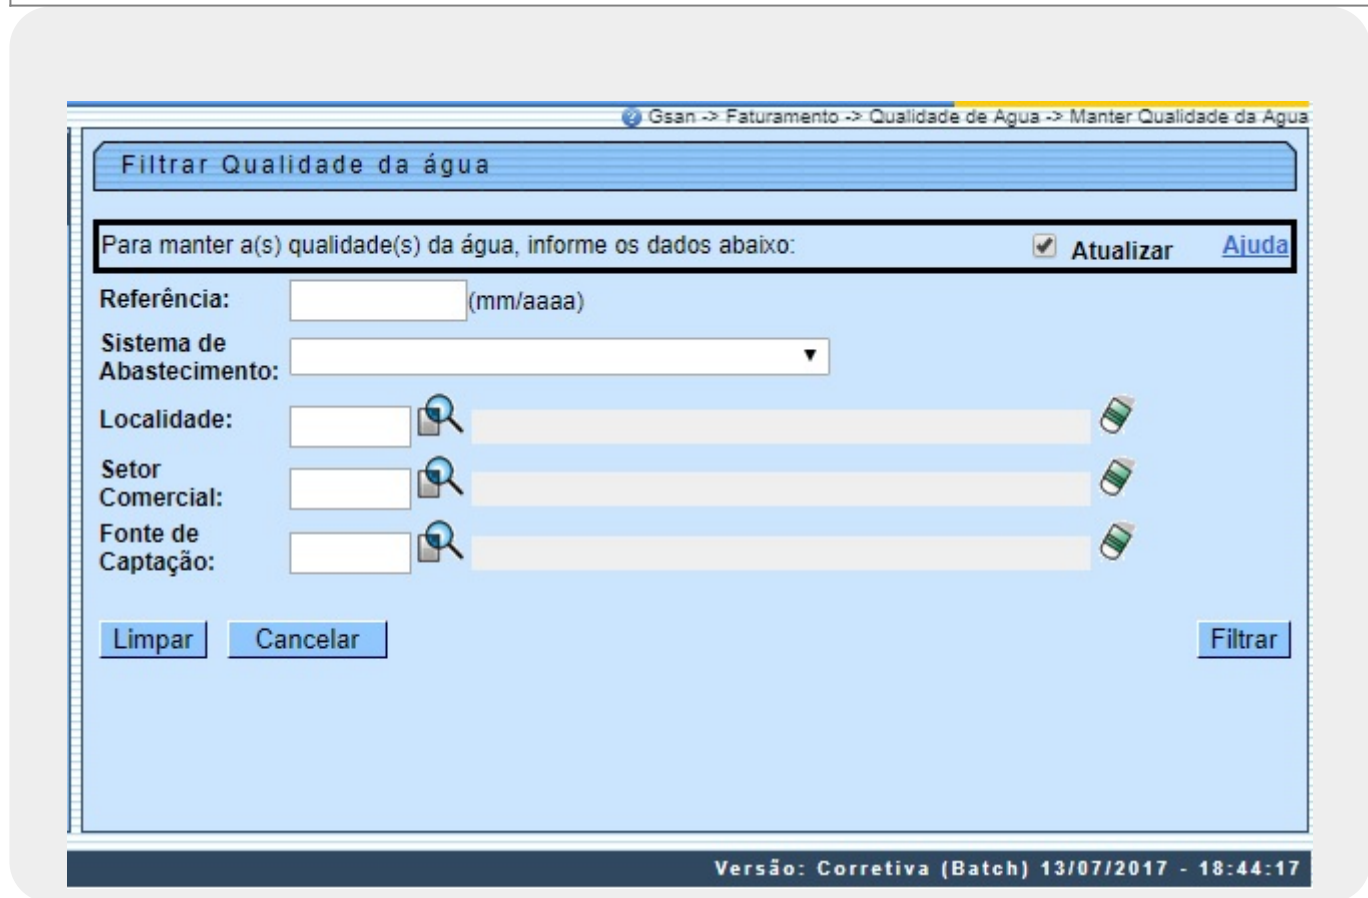 Gsan -> Faturamento -> Qualidade de Agua -> Manter Qualidade da Agua
Filtrar Qualidade da água
Para manter a(s) qualidade(s) da água, informe os dados abaixo: Atualizar Ajuda
Referência: (mm/aaaa)
Sistema de
Abastecimento:
Localidade:
Setor
Comercial:
Fonte de
Captação:
Limpar Cancelar Filtrar
Versão: Corretiva (Batch) 13/07/2017 - 18:44:17